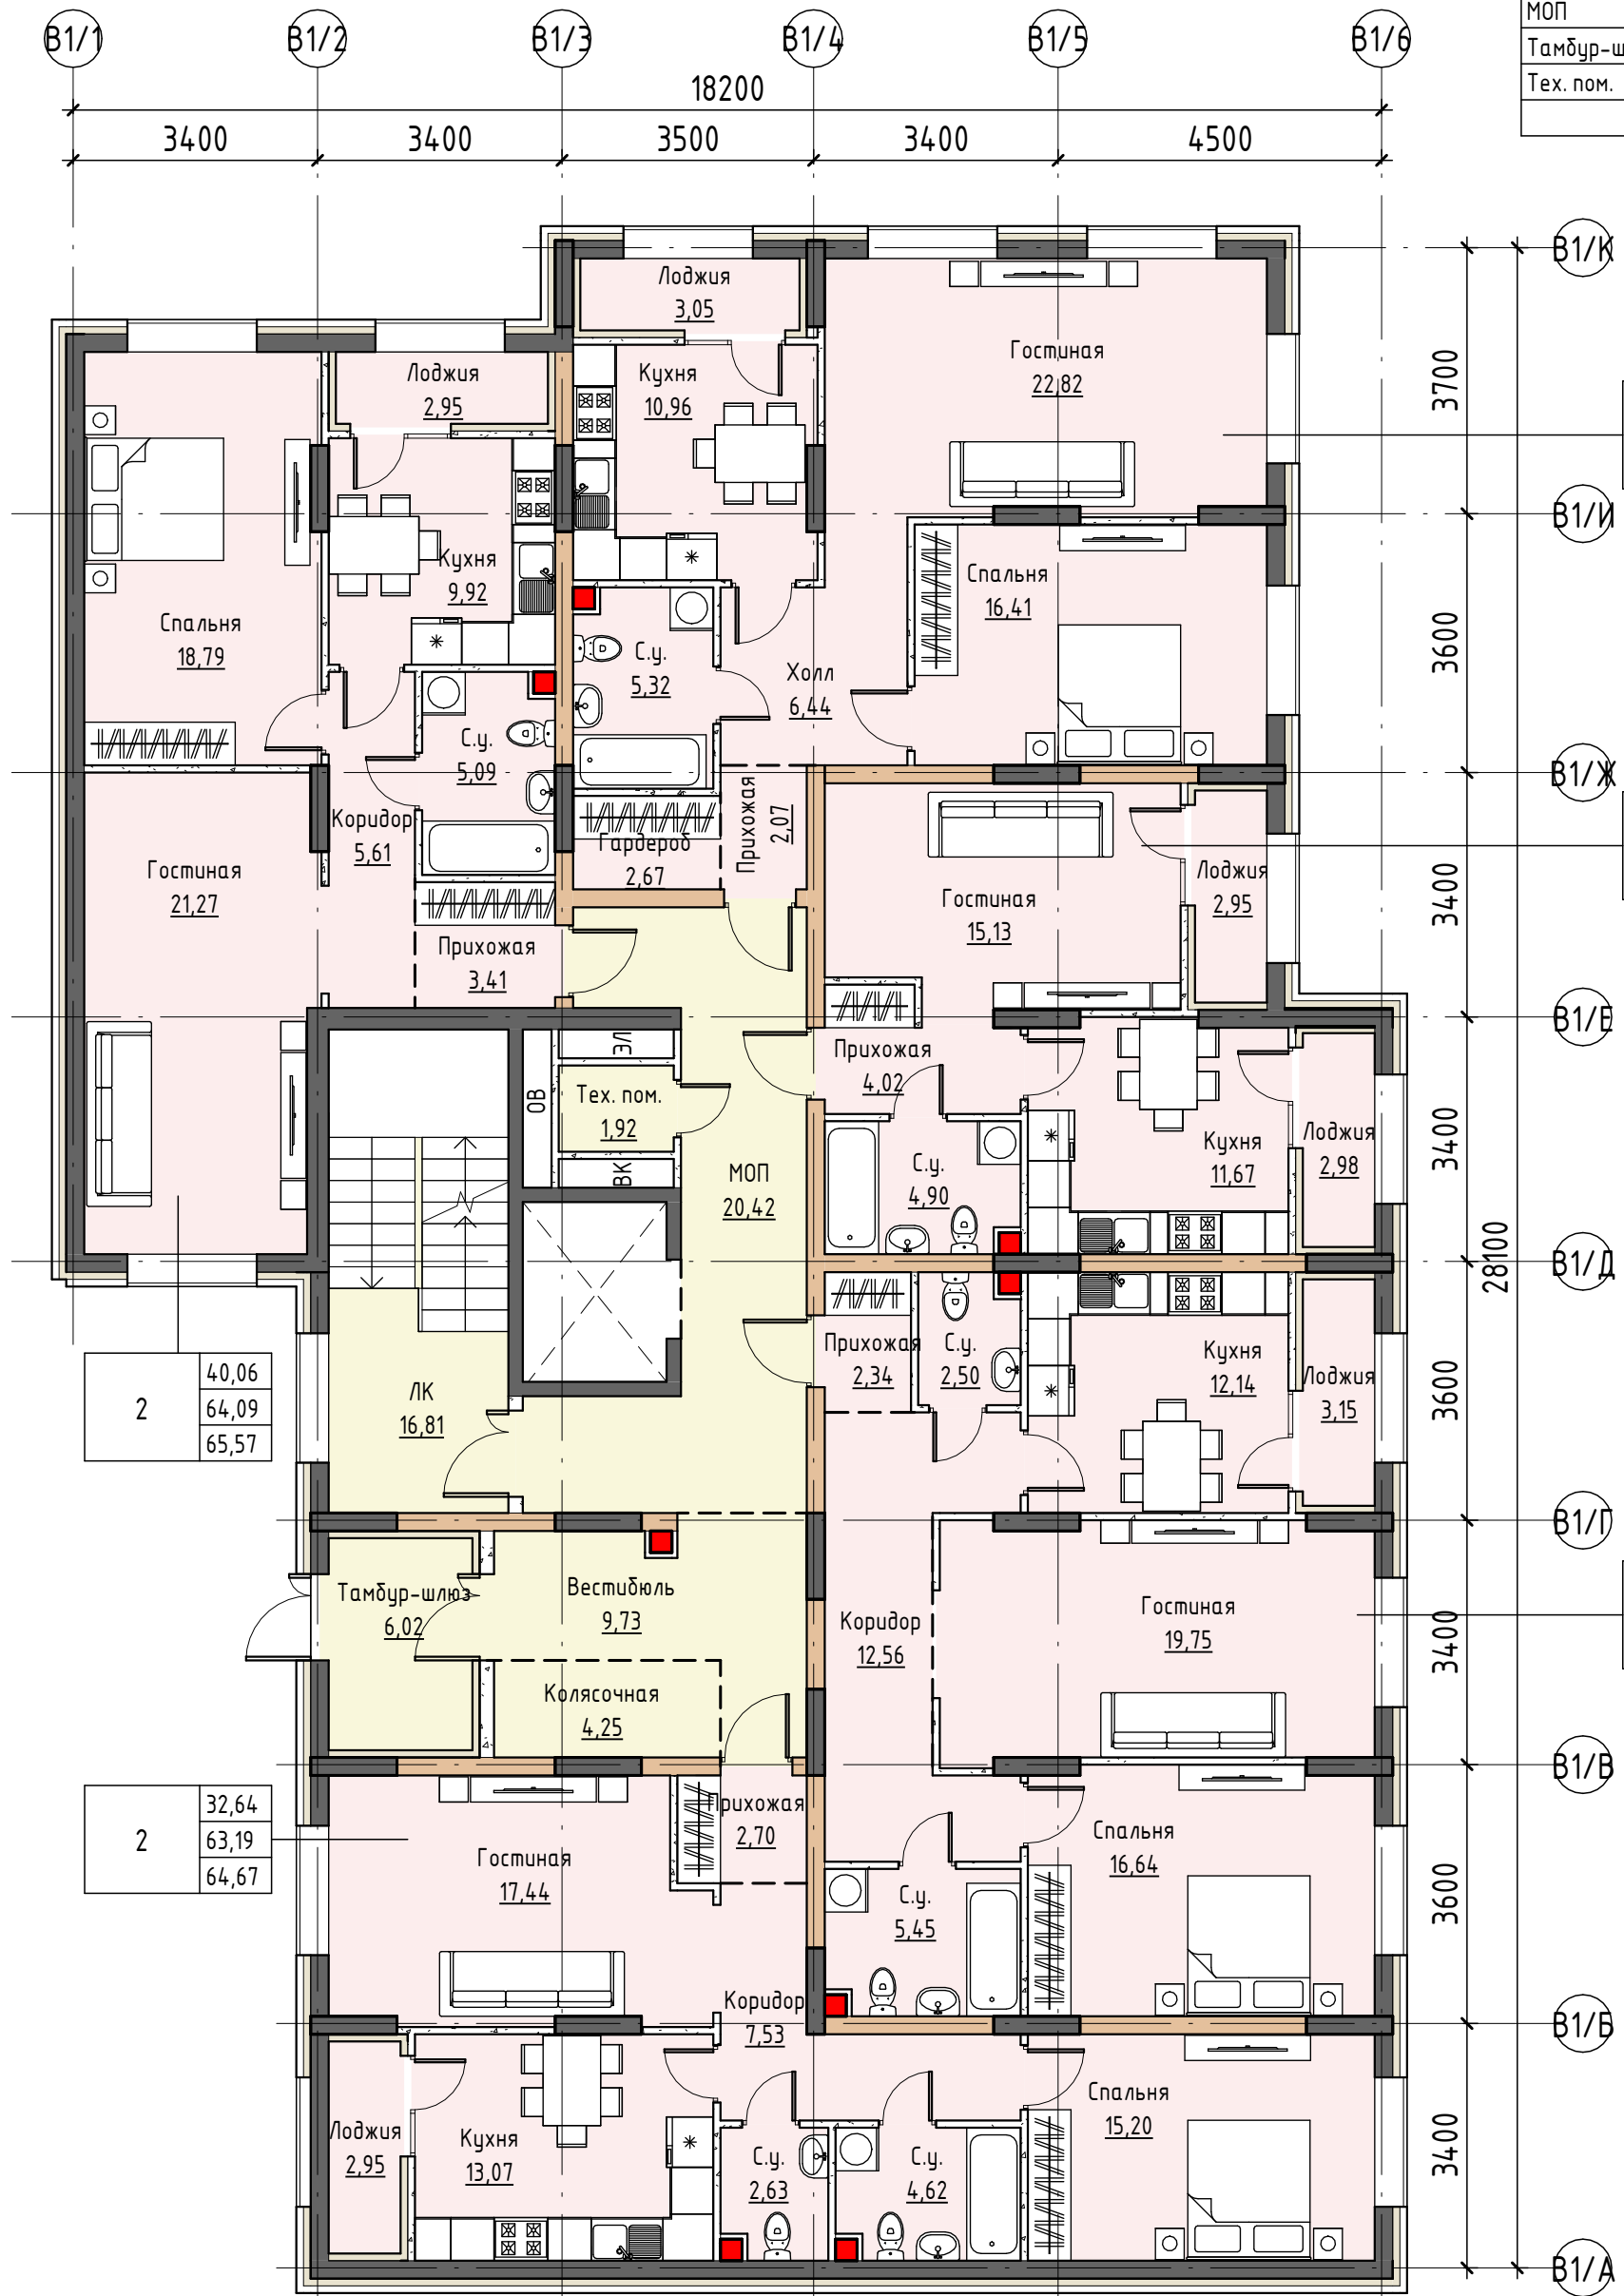 МОП
Тамбур-ш
Тех. пом.
В1/1
В1/2
В1/3
В1/4
В1/5
В1/6
18200
3400
3400
3500
3400
4500
В1/К
Лоджия
3,05
Гостиная
22,82
3700
Лоджия
2,95
Кухня
10,96
В1/И
Кухня
9,92
Спальня
16,41
Спальня
18,79
3600
С.у.
5,32
Холл
6,44
С.у.
5,09
В1/Ж
Коридор
5,61
Прихожая
2,07
Гардероб
2,67
Гостиная
21,27
Лоджия
2,95
3400
Гостиная
15,13
Прихожая
3,41
В1/Е
ЭЛ
ОВ
Тех. пом.
1,92
ВК
Прихожая
4,02
Кухня
11,67
Лоджия
2,98
3400
С.у.
4,90
МОП
20,42
28100
В1/Д
Прихожая
2,34
С.у.
2,50
Кухня
12,14
Лоджия
3,15
3600
2
40,06
64,09
65,57
ЛК
16,81
В1/Г
Тамбур-шлюз
6,02
Вестибюль
9,73
Коридор
12,56
Гостиная
19,75
3400
Колясочная
4,25
В1/В
2
32,64
63,19
64,67
Прихожая
2,70
Гостиная
17,44
Спальня
16,64
3600
С.у.
5,45
Коридор
7,53
В1/Б
Лоджия
2,95
Кухня
13,07
С.у.
2,63
С.у.
4,62
Спальня
15,20
3400
В1/А